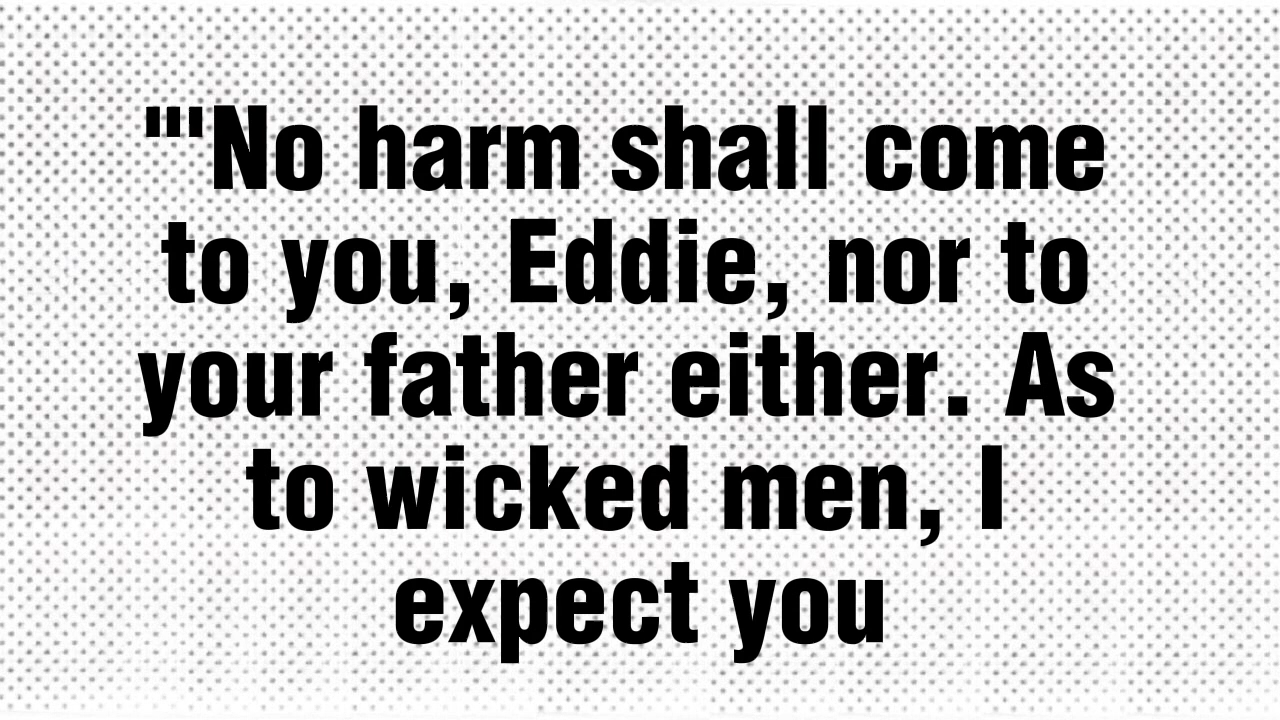 "'No harm shall come
to you, Eddie, nor to
your father either. As
to wicked men, I
expect you